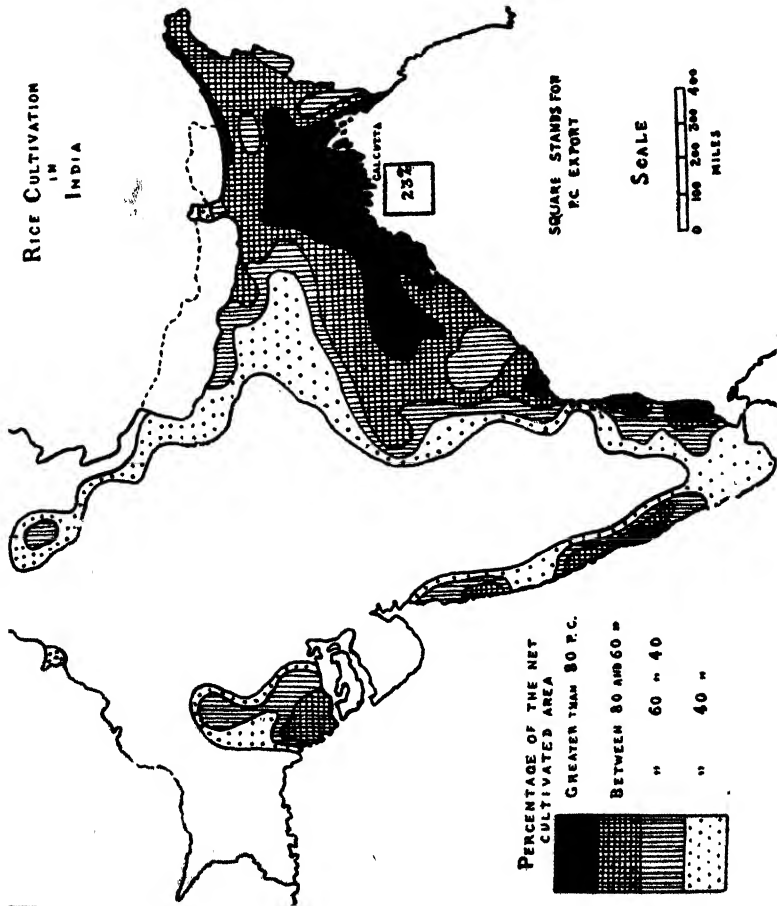 RICE CULTIVATION
IN
INDIA
CALCUTTA
23%
SQUARE STANDS FOR
P.C. EXPORT
SCALE
0 100 200 300 400
MILES
PERCENTAGE OF THE NET
CULTIVATED AREA
GREATER THAN 80 P.C.
BETWEEN 80 AND 60 "
" 60 " 40
" 40 "